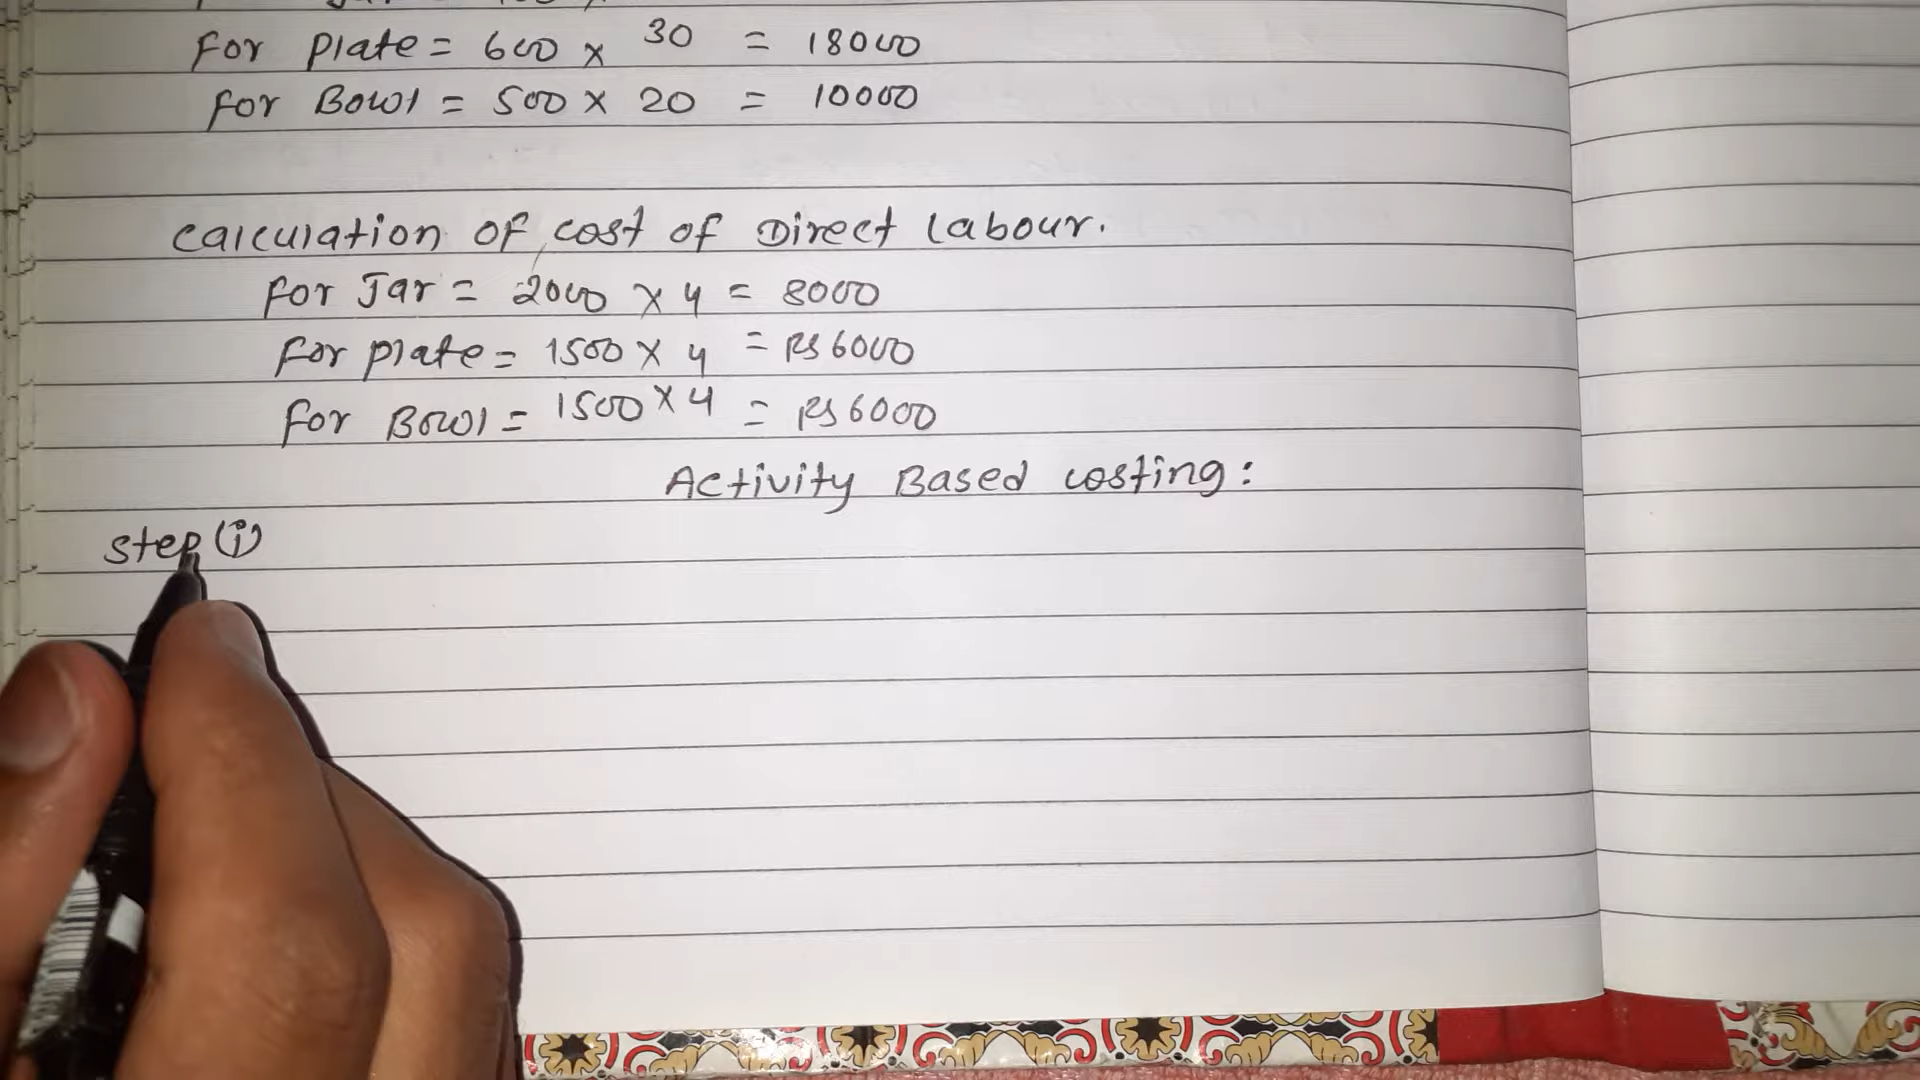 For plate = 600 x 30 = 18000
For Bowl = 500 x 20 = 10000
calculation of cost of Direct labour.
for Jar = 2000 x 4 = 8000
for plate = 1500 x 4 = Rs 6000
for Bowl = 1500 x 4 = Rs 6000
Activity Based costing:
step (i)